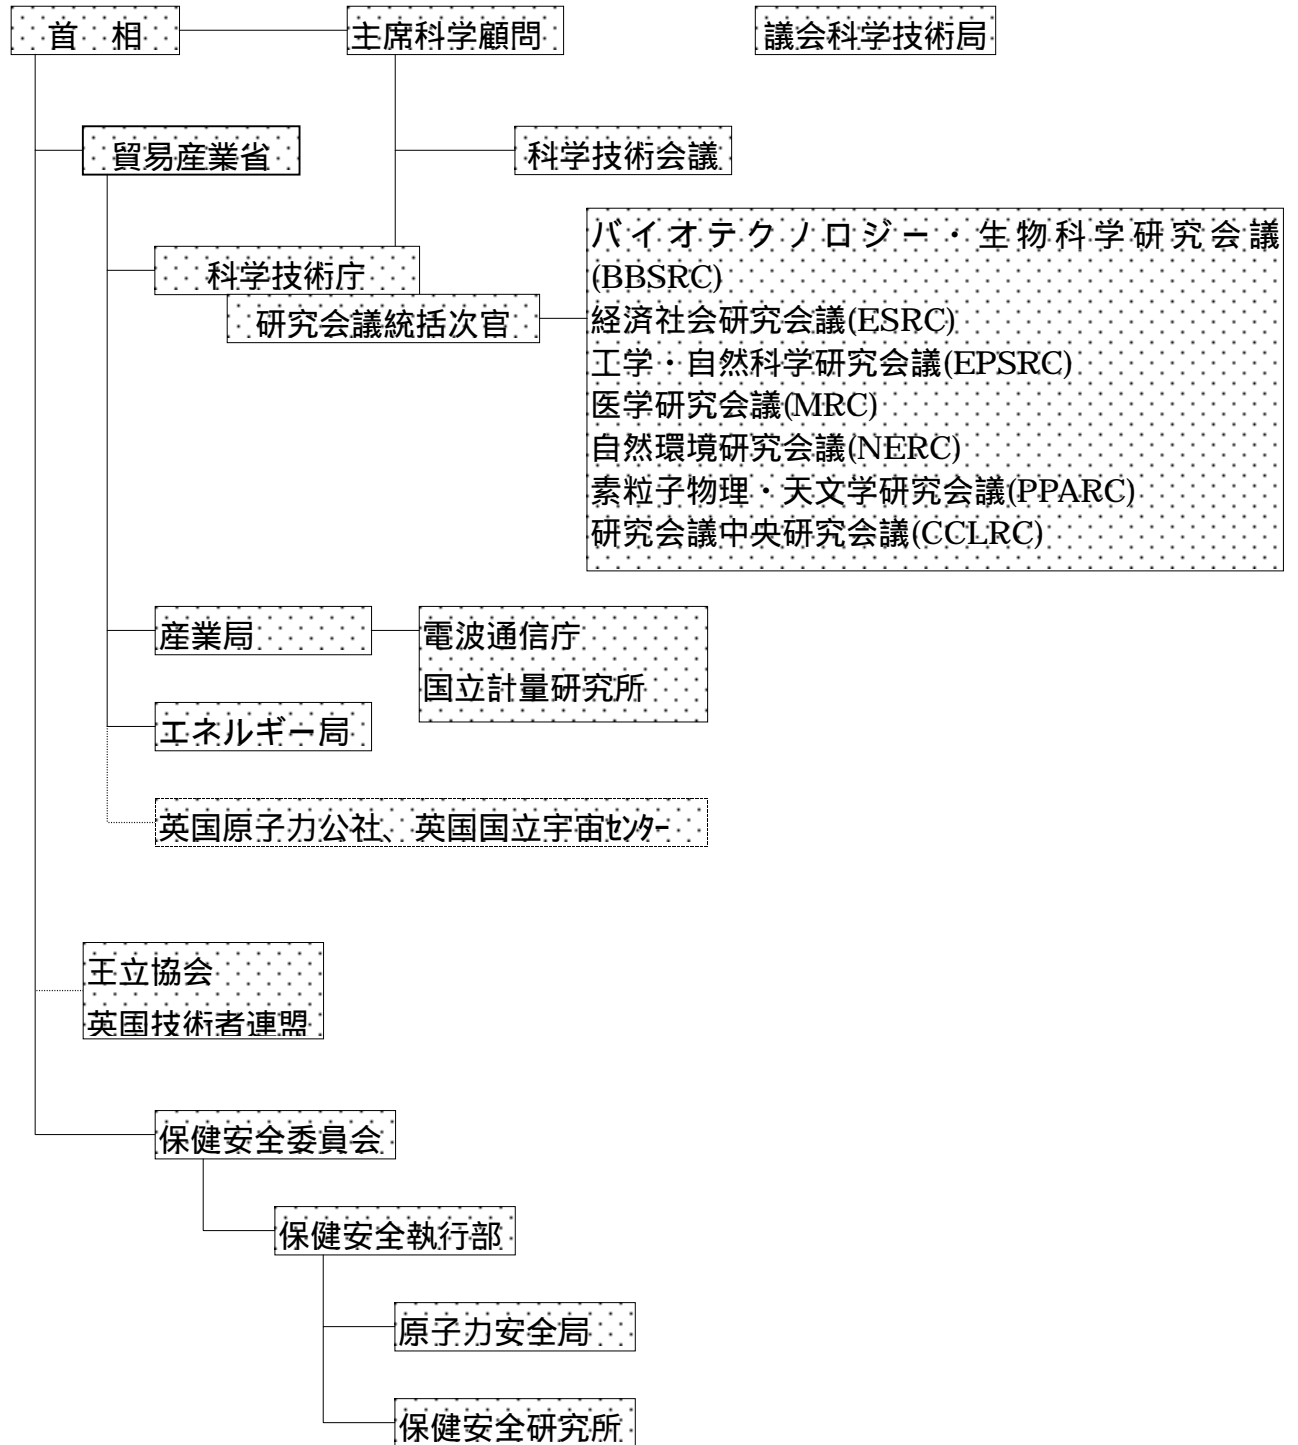 首　相
主席科学顧問
議会科学技術局
貿易産業省
科学技術会議
科学技術庁
研究会議統括次官
バイオテクノロジー・生物科学研究会議
(BBSRC)
経済社会研究会議(ESRC)
工学・自然科学研究会議(EPSRC)
医学研究会議(MRC)
自然環境研究会議(NERC)
素粒子物理・天文学研究会議(PPARC)
研究会議中央研究会議(CCLRC)
産業局
電波通信庁
国立計量研究所
エネルギー局
英国原子力公社、英国国立宇宙ｾﾝﾀｰ
王立協会
英国技術者連盟
保健安全委員会
保健安全執行部
原子力安全局
保健安全研究所